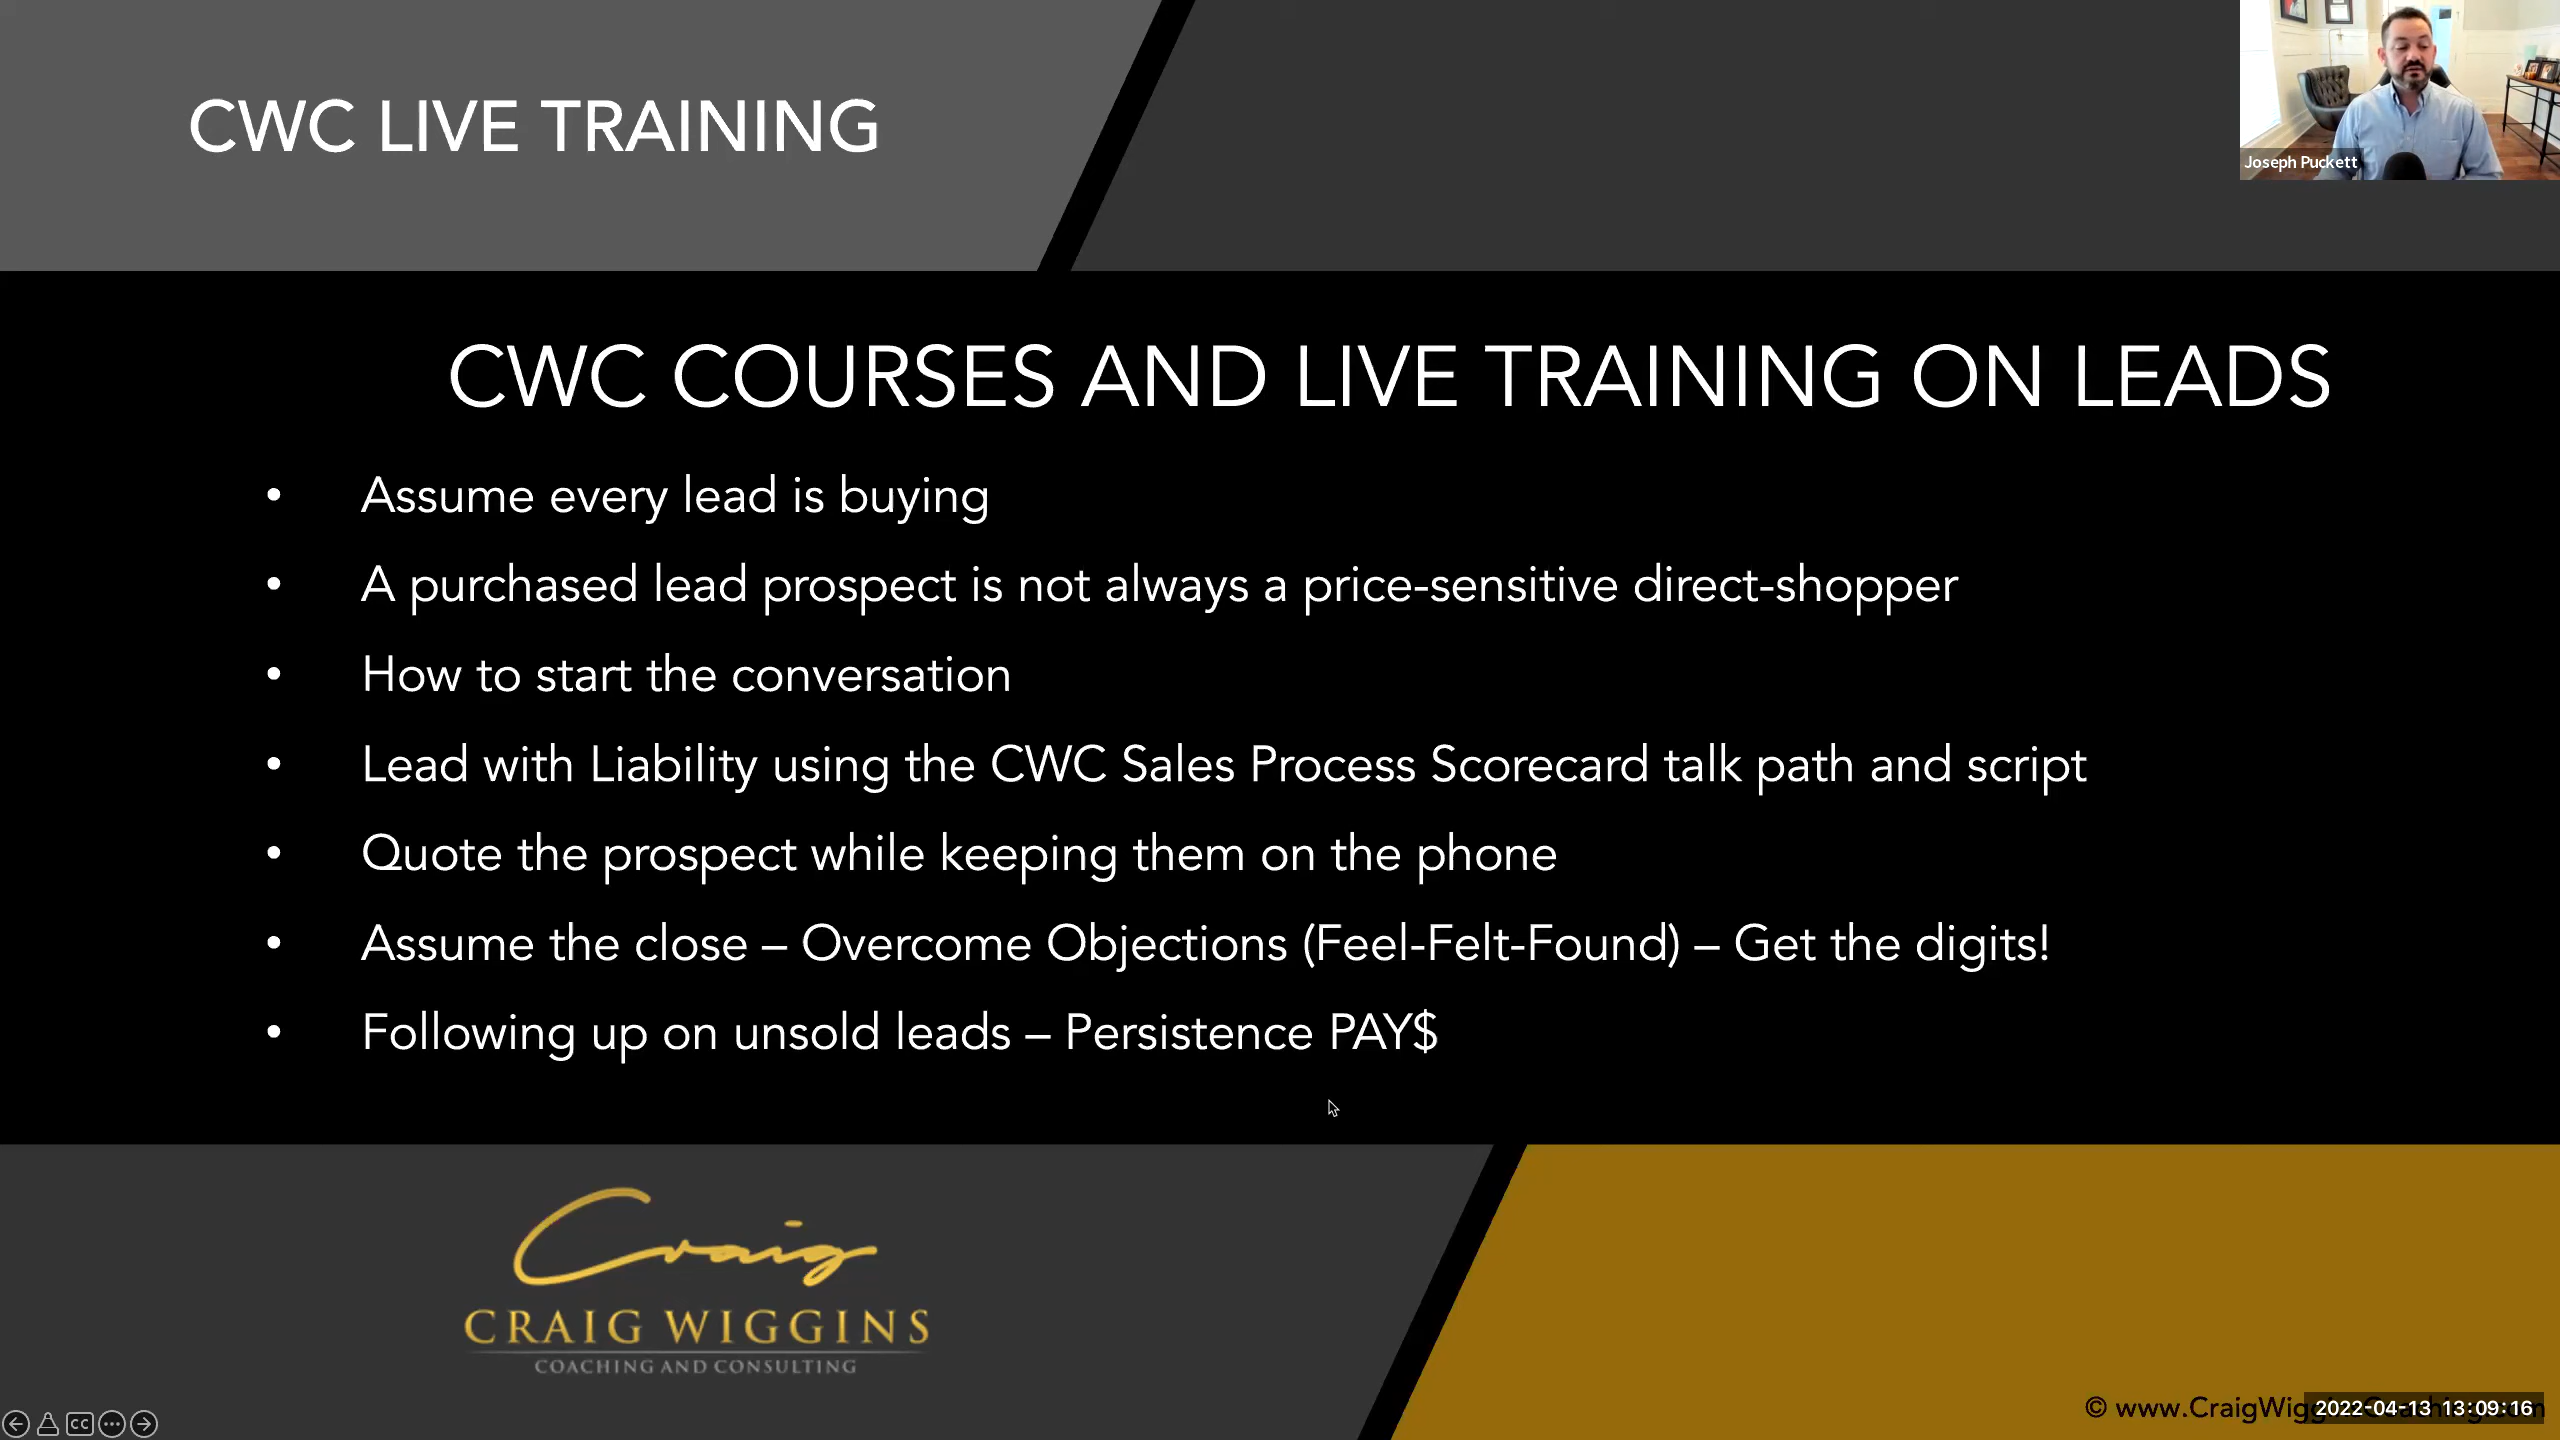 CWC LIVE TRAINING
Joseph Puckett
CWC COURSES AND LIVE TRAINING ON LEADS
• Assume every lead is buying
• A purchased lead prospect is not always a price-sensitive direct-shopper
• How to start the conversation
• Lead with Liability using the CWC Sales Process Scorecard talk path and script
• Quote the prospect while keeping them on the phone
• Assume the close – Overcome Objections (Feel-Felt-Found) – Get the digits!
• Following up on unsold leads – Persistence PAY$
Craig
CRAIG WIGGINS
COACHING AND CONSULTING
CC
© www.CraigWigginsCoaching.com
2022-04-13 13:09:16